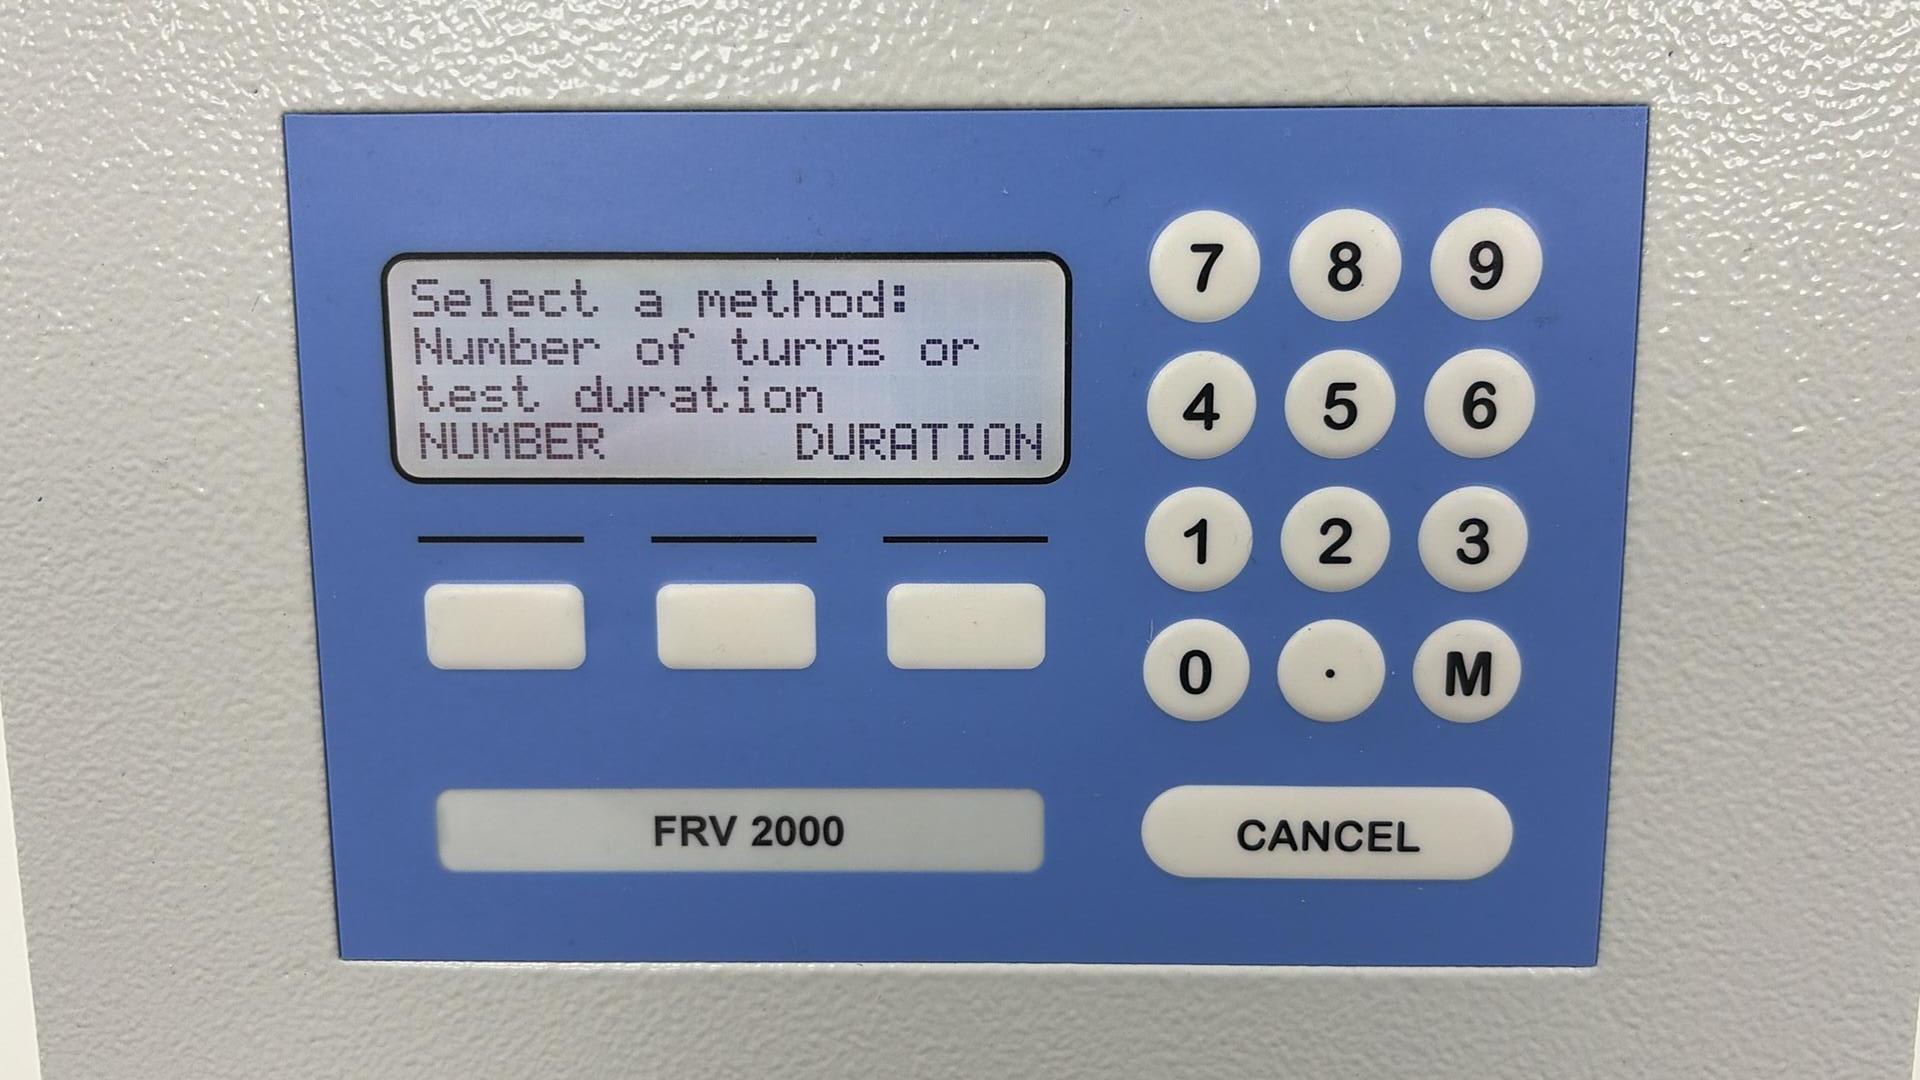 Select a method:
Number of turns or
test duration
NUMBER DURATION
7 8 9
4 5 6
1 2 3
0 . M
FRV 2000
CANCEL